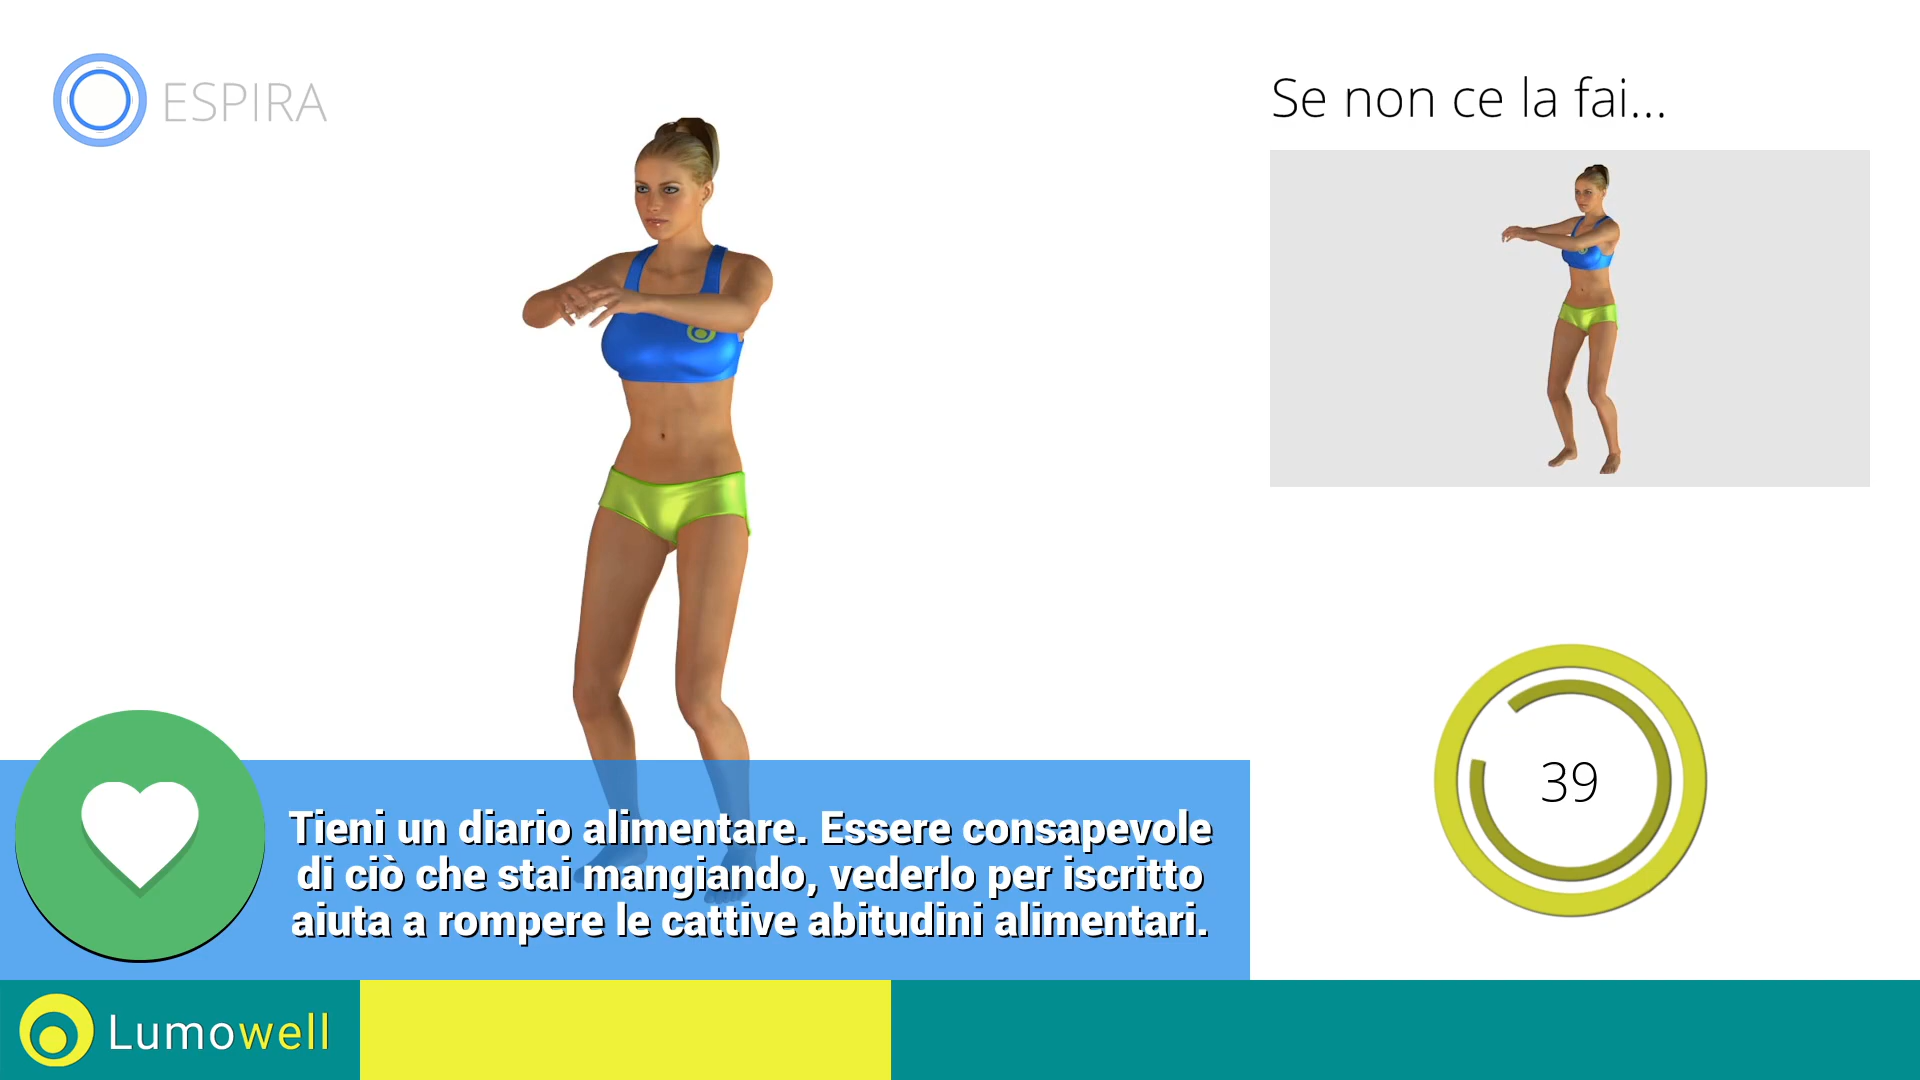 ESPIRA
Se non ce la fai...
39
Tieni un diario alimentare. Essere consapevole
di ciò che stai mangiando, vederlo per iscritto
aiuta a rompere le cattive abitudini alimentari.
Lumowell